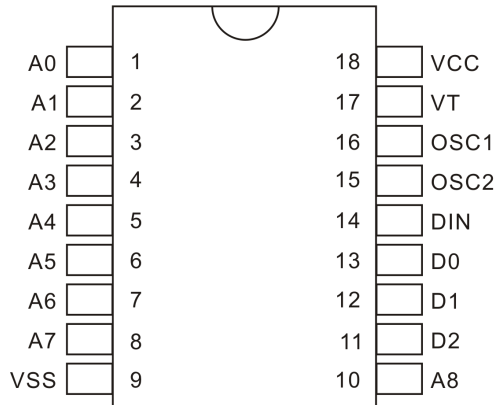 A0 1 18 VCC
A1 2 17 VT
A2 3 16 OSC1
A3 4 15 OSC2
A4 5 14 DIN
A5 6 13 D0
A6 7 12 D1
A7 8 11 D2
VSS 9 10 A8